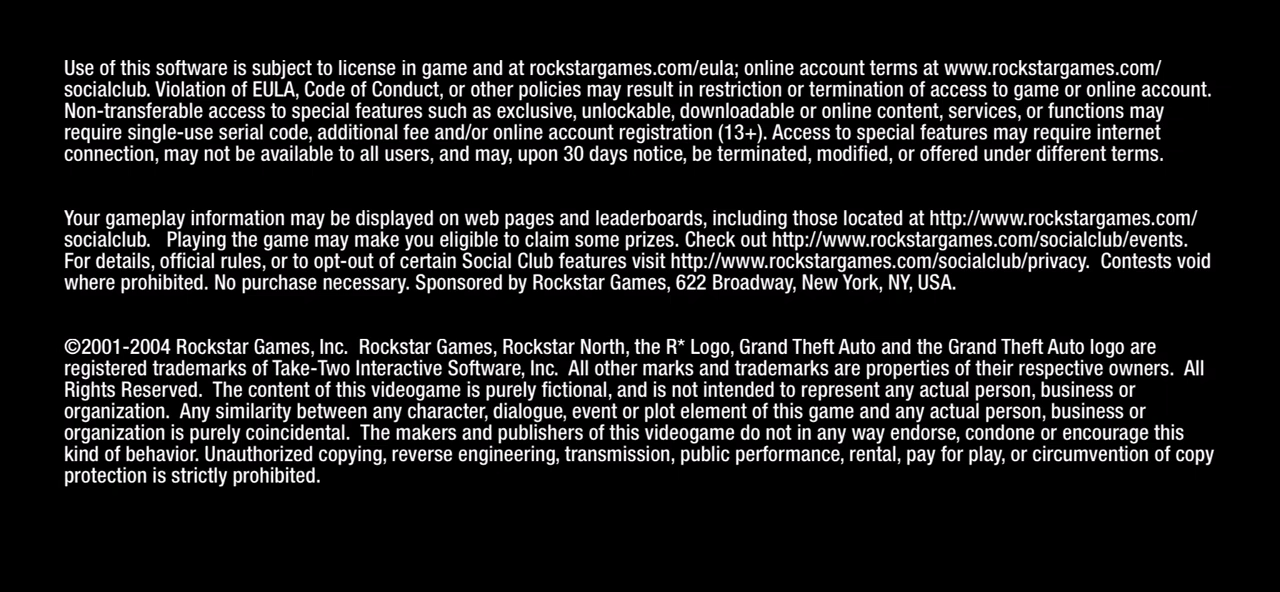 Use of this software is subject to license in game and at rockstargames.com/eula; online account terms at www.rockstargames.com/
socialclub. Violation of EULA, Code of Conduct, or other policies may result in restriction or termination of access to game or online account.
Non-transferable access to special features such as exclusive, unlockable, downloadable or online content, services, or functions may
require single-use serial code, additional fee and/or online account registration (13+). Access to special features may require internet
connection, may not be available to all users, and may, upon 30 days notice, be terminated, modified, or offered under different terms.
Your gameplay information may be displayed on web pages and leaderboards, including those located at http://www.rockstargames.com/
socialclub.   Playing the game may make you eligible to claim some prizes. Check out http://www.rockstargames.com/socialclub/events.
For details, official rules, or to opt-out of certain Social Club features visit http://www.rockstargames.com/socialclub/privacy.  Contests void
where prohibited. No purchase necessary. Sponsored by Rockstar Games, 622 Broadway, New York, NY, USA.
©2001-2004 Rockstar Games, Inc.  Rockstar Games, Rockstar North, the R* Logo, Grand Theft Auto and the Grand Theft Auto logo are
registered trademarks of Take-Two Interactive Software, Inc.  All other marks and trademarks are properties of their respective owners.  All
Rights Reserved.  The content of this videogame is purely fictional, and is not intended to represent any actual person, business or
organization.  Any similarity between any character, dialogue, event or plot element of this game and any actual person, business or
organization is purely coincidental.  The makers and publishers of this videogame do not in any way endorse, condone or encourage this
kind of behavior. Unauthorized copying, reverse engineering, transmission, public performance, rental, pay for play, or circumvention of copy
protection is strictly prohibited.